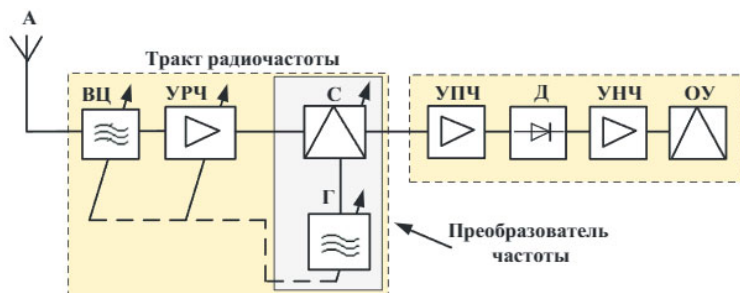 А
Тракт радиочастоты
ВЦ
УРЧ
С
УПЧ
Д
УНЧ
ОУ
Г
Преобразователь
частоты